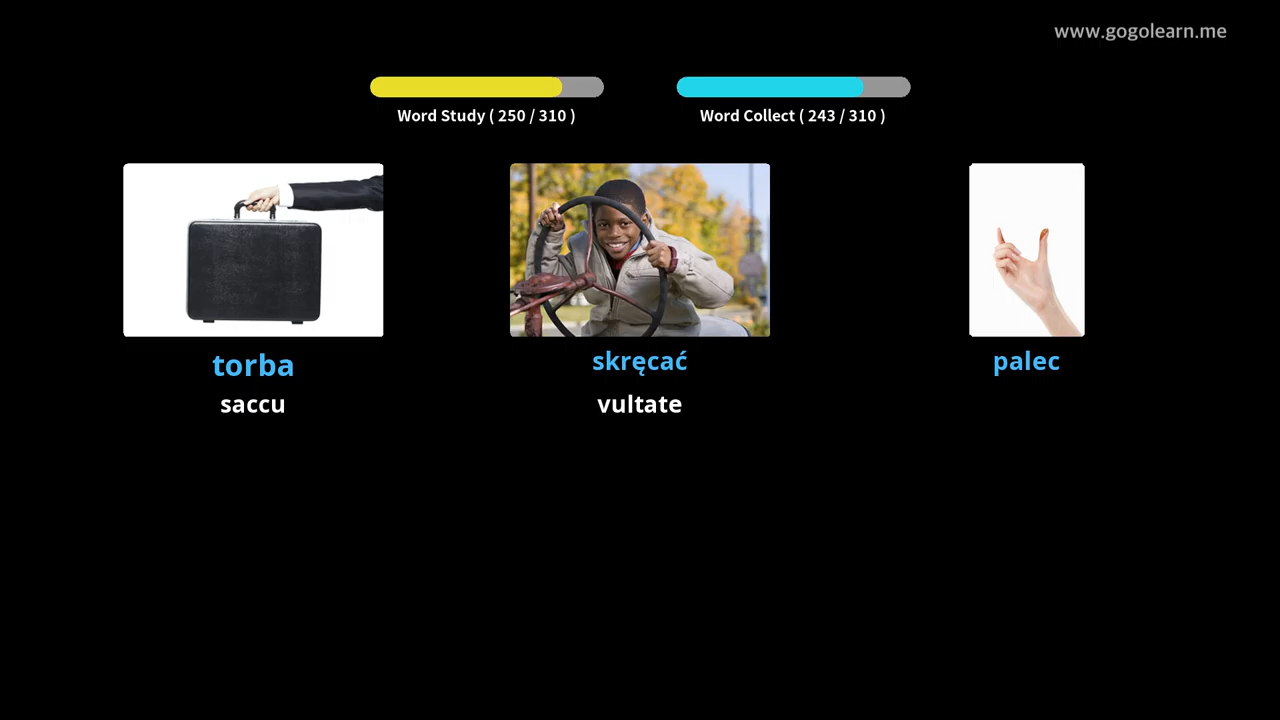 www.gogolearn.me
Word Study ( 250 / 310 )
Word Collect ( 243 / 310 )
torba
skręcać
palec
saccu
vultate